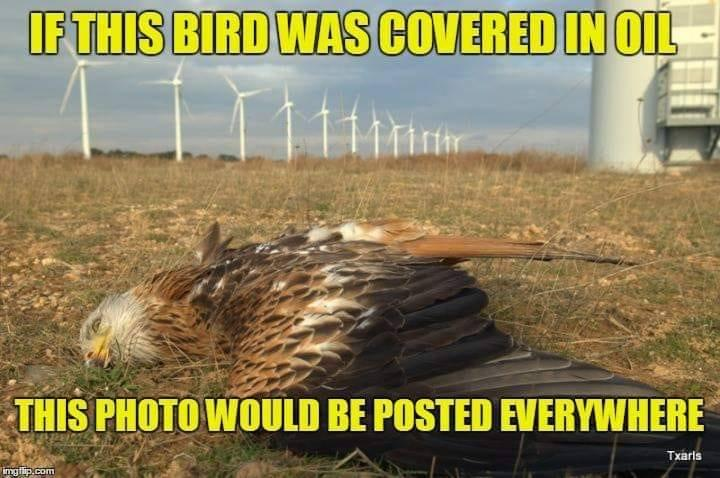 IF THIS BIRD WAS COVERED IN OIL
THIS PHOTO WOULD BE POSTED EVERYWHERE
Txarls
imgflip.com